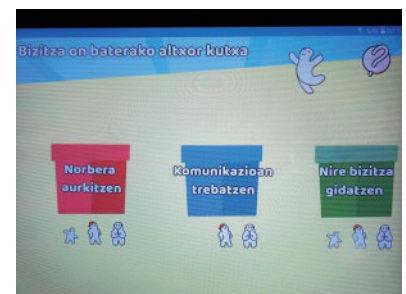 Bizitza on baterako altxor kutxa
Norbera
aurkitzen
Komunikazioan
trebatzen
Nire bizitza
gidatzen